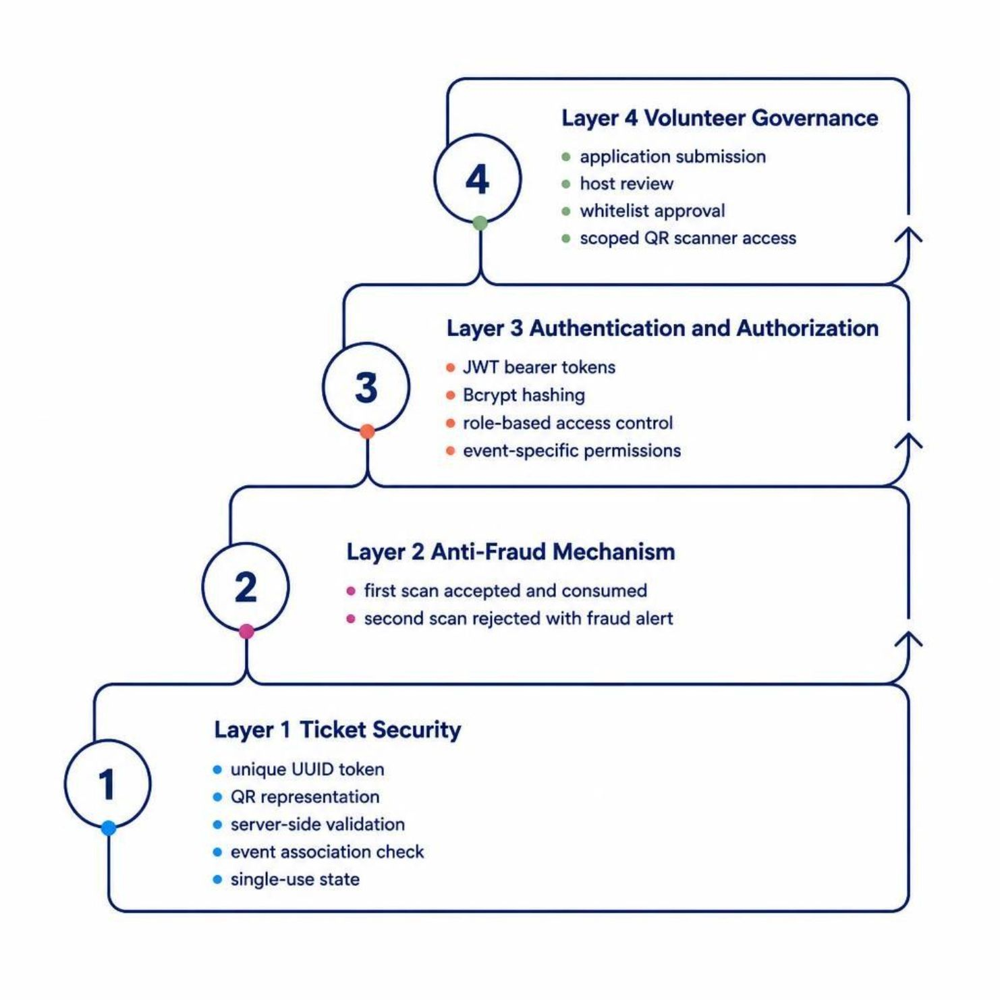 Layer 4 Volunteer Governance
4
application submission
host review
whitelist approval
scoped QR scanner access
Layer 3 Authentication and Authorization
3
JWT bearer tokens
Bcrypt hashing
role-based access control
event-specific permissions
Layer 2 Anti-Fraud Mechanism
2
first scan accepted and consumed
second scan rejected with fraud alert
Layer 1 Ticket Security
1
unique UUID token
QR representation
server-side validation
event association check
single-use state